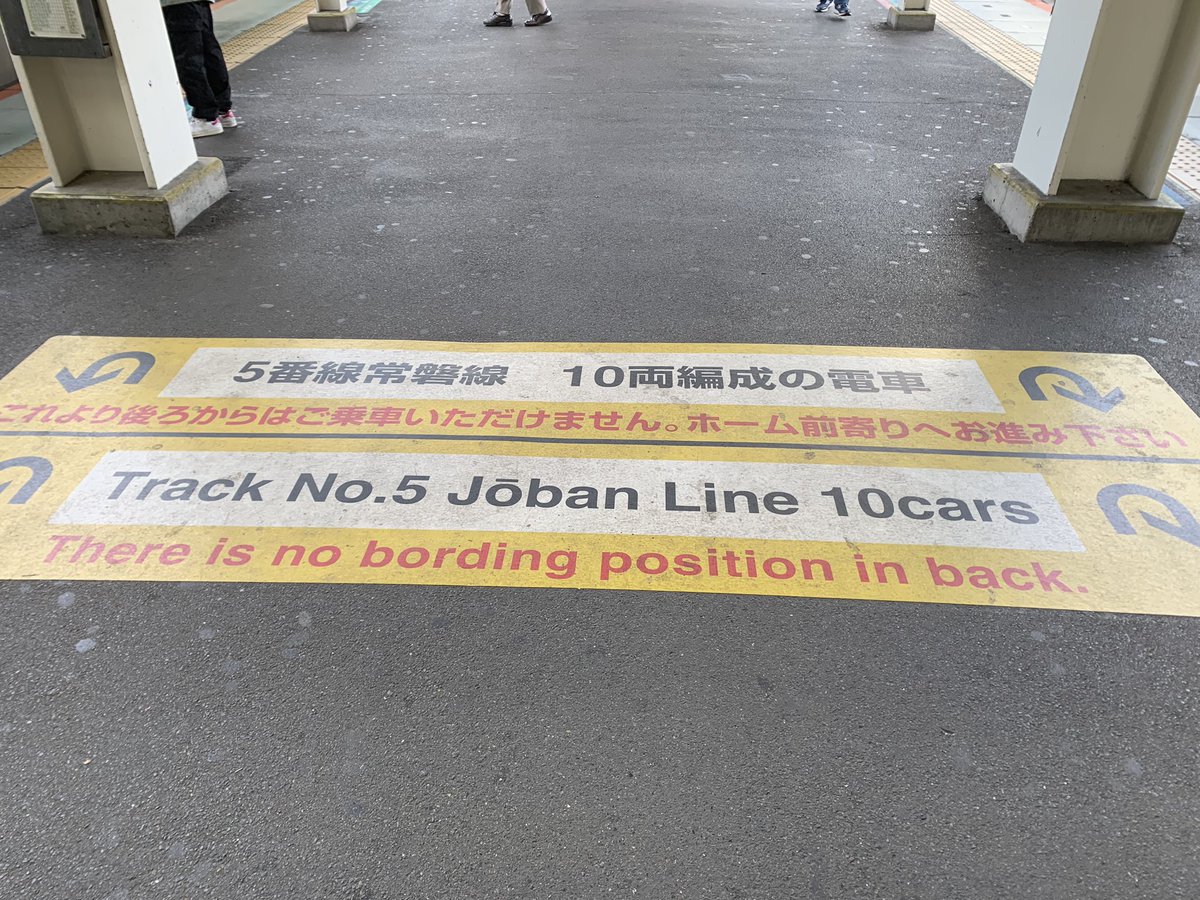 5番線常磐線　10両編成の電車
これより後ろからはご乗車いただけません。ホーム前寄りへお進み下さい
Track No.5 Jōban Line 10cars
There is no bording position in back.